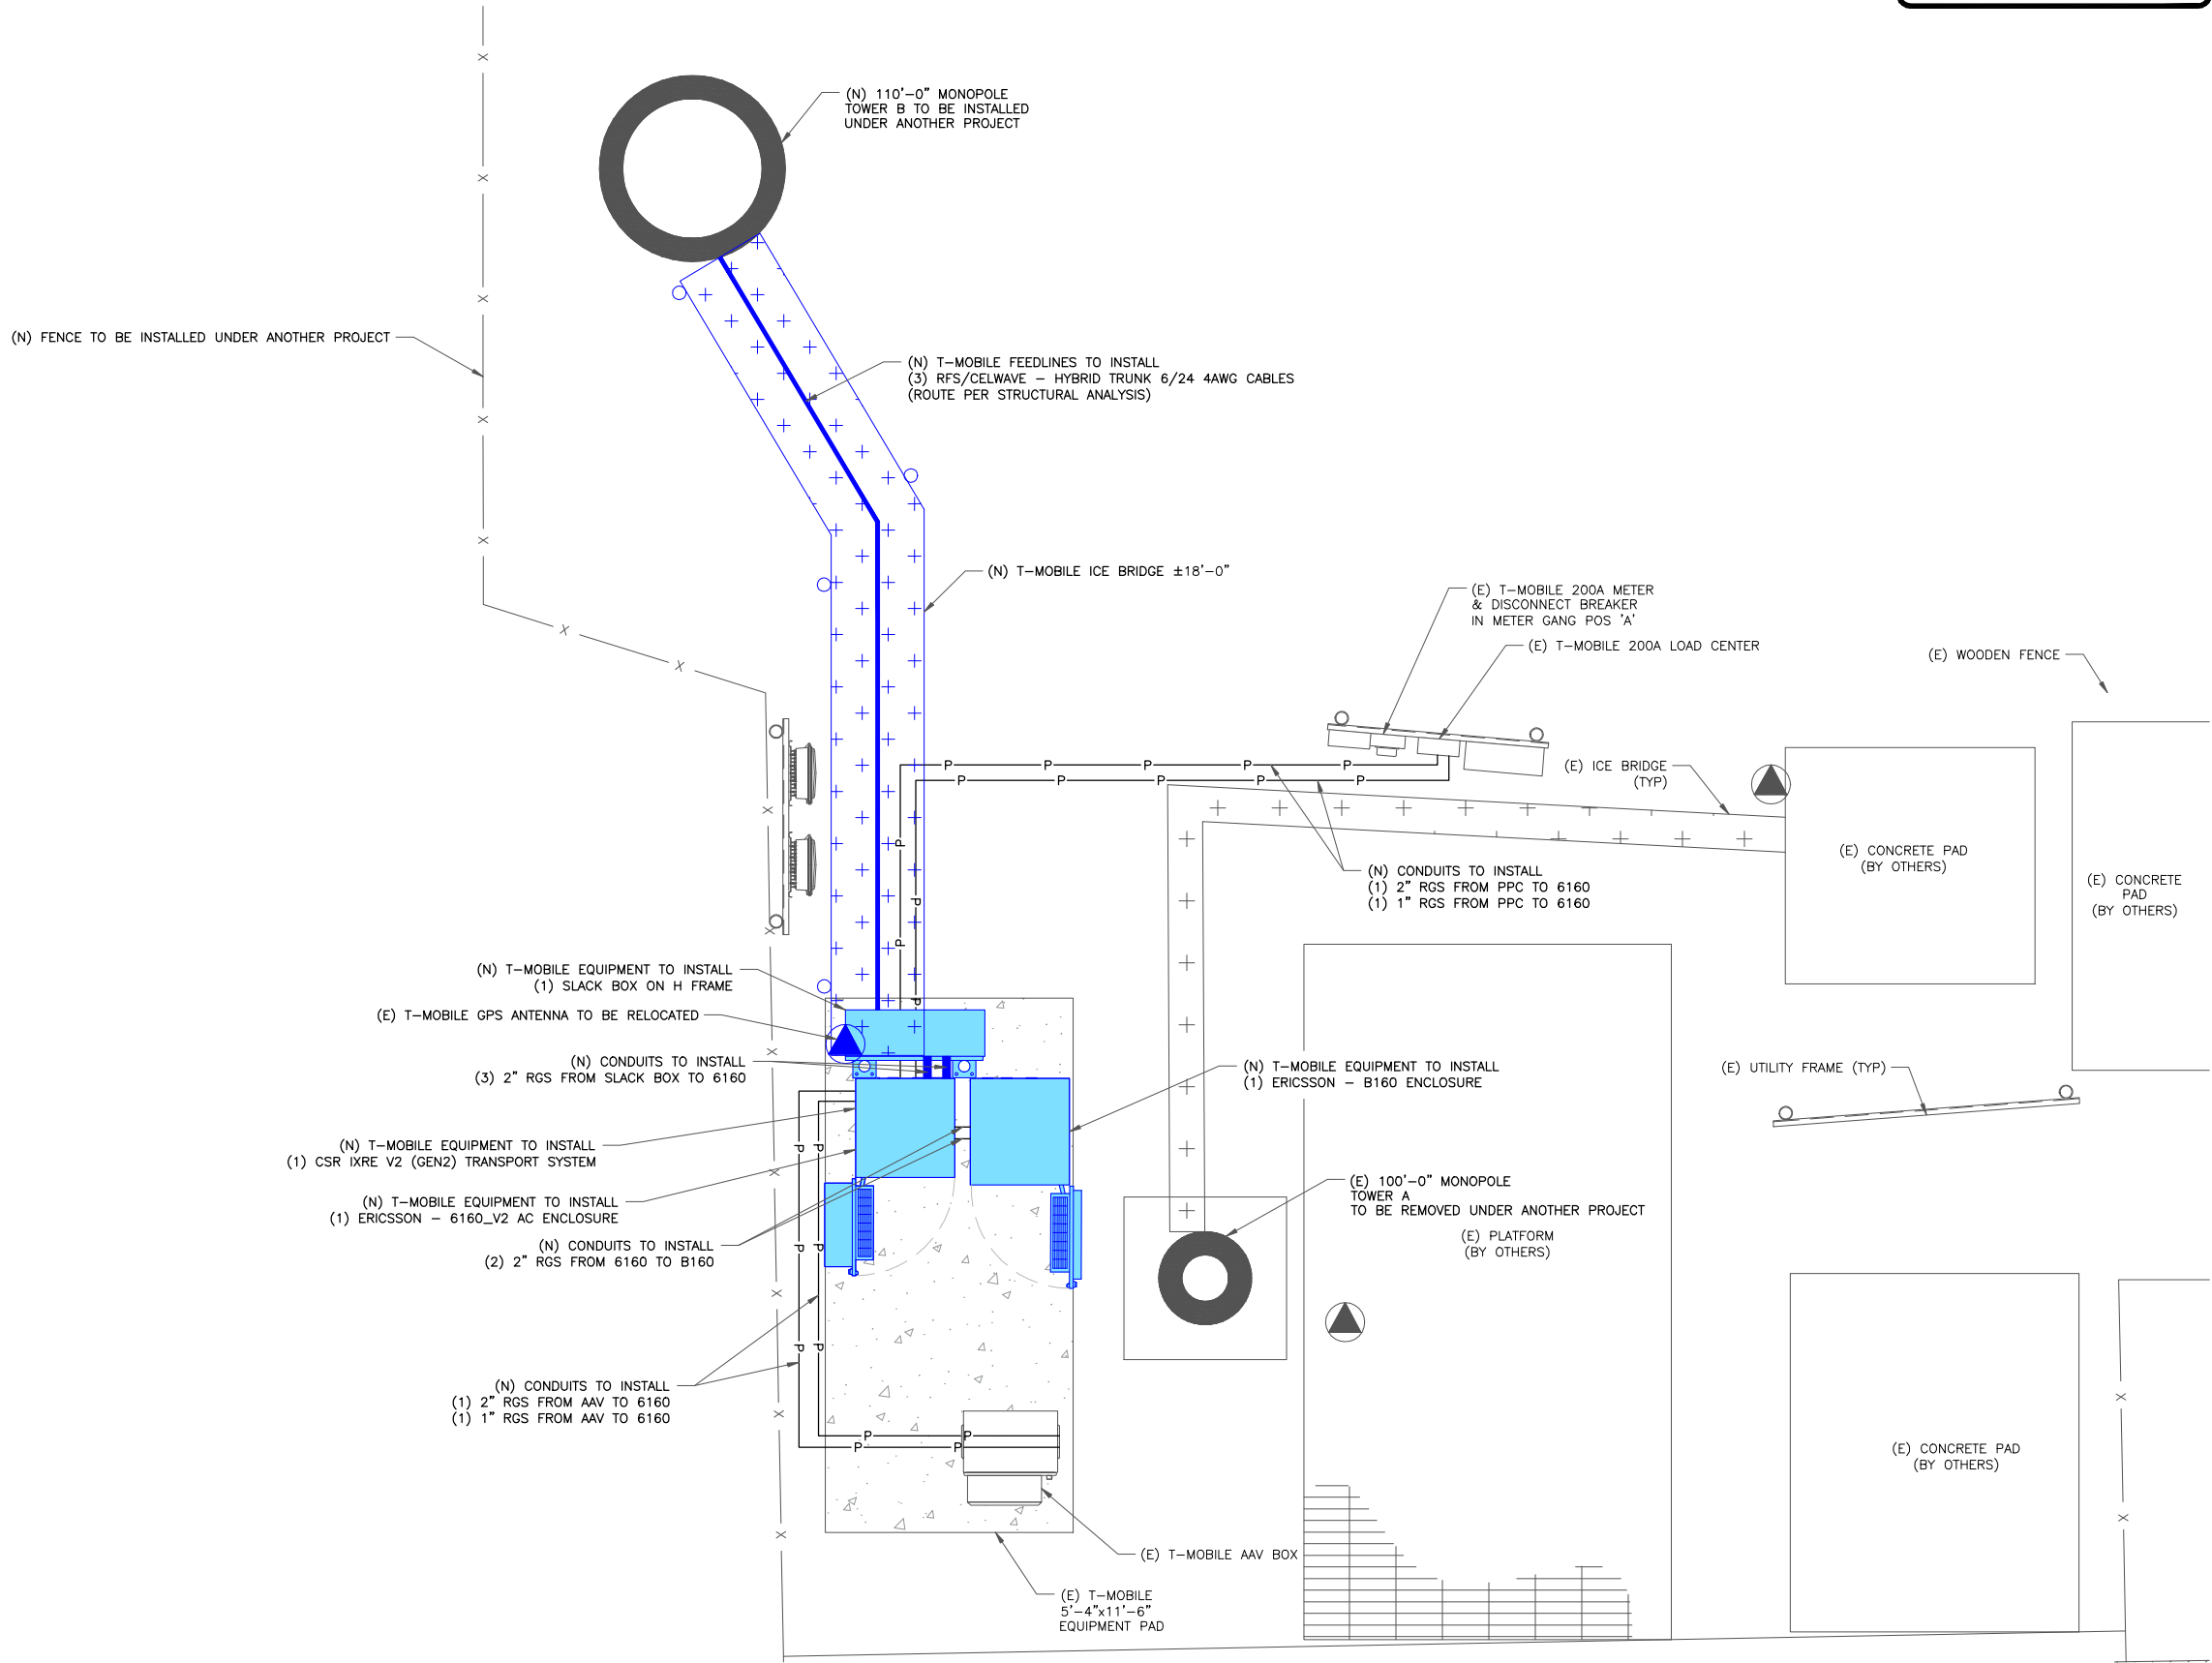 (N) 110'-0" MONOPOLE
TOWER B TO BE INSTALLED
UNDER ANOTHER PROJECT
(N) FENCE TO BE INSTALLED UNDER ANOTHER PROJECT
(N) T-MOBILE FEEDLINES TO INSTALL
(3) RFS/CELWAVE - HYBRID TRUNK 6/24 4AWG CABLES
(ROUTE PER STRUCTURAL ANALYSIS)
(N) T-MOBILE ICE BRIDGE ±18'-0"
(E) T-MOBILE 200A METER
& DISCONNECT BREAKER
IN METER GANG POS 'A'
(E) T-MOBILE 200A LOAD CENTER
(E) WOODEN FENCE
(E) ICE BRIDGE
(TYP)
(E) CONCRETE PAD
(BY OTHERS)
(E) CONCRETE
PAD
(BY OTHERS)
(N) CONDUITS TO INSTALL
(1) 2" RGS FROM PPC TO 6160
(1) 1" RGS FROM PPC TO 6160
(N) T-MOBILE EQUIPMENT TO INSTALL
(1) SLACK BOX ON H FRAME
(E) T-MOBILE GPS ANTENNA TO BE RELOCATED
(N) CONDUITS TO INSTALL
(3) 2" RGS FROM SLACK BOX TO 6160
(N) T-MOBILE EQUIPMENT TO INSTALL
(1) ERICSSON - B160 ENCLOSURE
(E) UTILITY FRAME (TYP)
(N) T-MOBILE EQUIPMENT TO INSTALL
(1) CSR IXRE V2 (GEN2) TRANSPORT SYSTEM
(N) T-MOBILE EQUIPMENT TO INSTALL
(1) ERICSSON - 6160_V2 AC ENCLOSURE
(E) 100'-0" MONOPOLE
TOWER A
TO BE REMOVED UNDER ANOTHER PROJECT
(E) PLATFORM
(BY OTHERS)
(N) CONDUITS TO INSTALL
(2) 2" RGS FROM 6160 TO B160
(N) CONDUITS TO INSTALL
(1) 2" RGS FROM AAV TO 6160
(1) 1" RGS FROM AAV TO 6160
(E) CONCRETE PAD
(BY OTHERS)
(E) T-MOBILE AAV BOX
(E) T-MOBILE
5'-4"x11'-6"
EQUIPMENT PAD